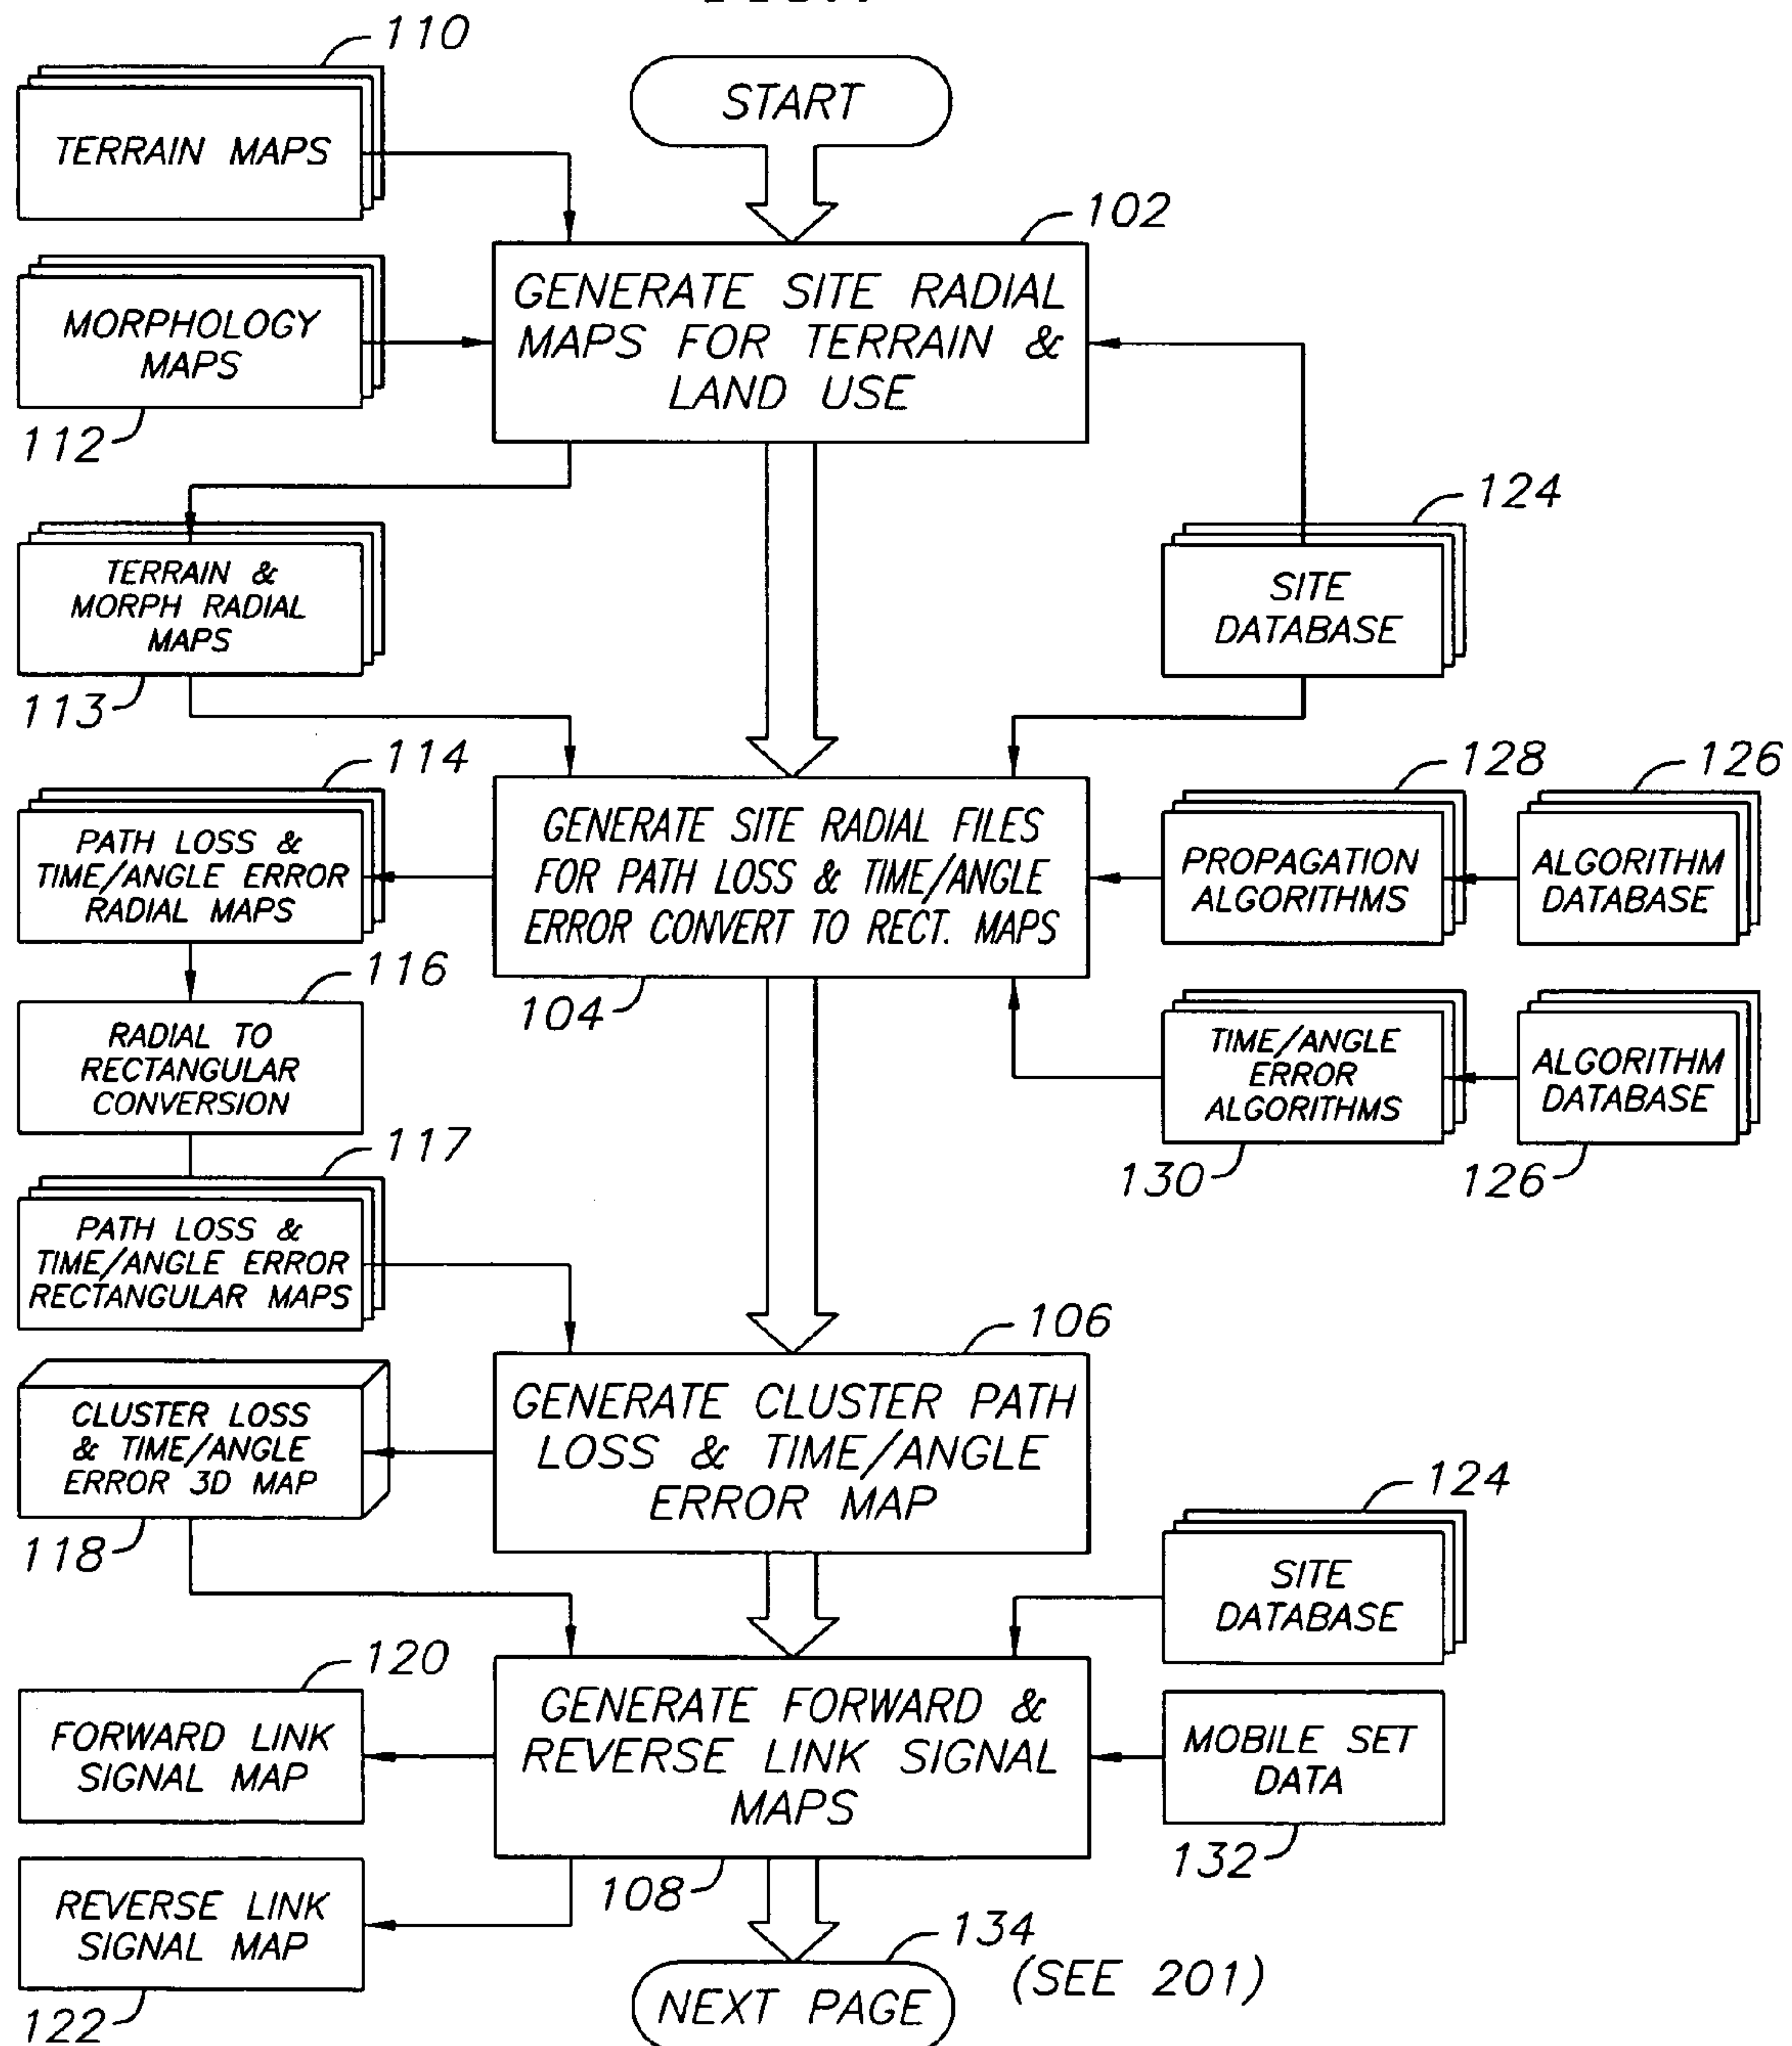 110
START
TERRAIN MAPS
102
GENERATE SITE RADIAL
MAPS FOR TERRAIN &
LAND USE
MORPHOLOGY
MAPS
112
124
TERRAIN &
MORPH RADIAL
MAPS
SITE
DATABASE
113
114
128
126
PATH LOSS &
TIME/ANGLE ERROR
RADIAL MAPS
GENERATE SITE RADIAL FILES
FOR PATH LOSS & TIME/ANGLE
ERROR CONVERT TO RECT. MAPS
PROPAGATION
ALGORITHMS
ALGORITHM
DATABASE
116
104
RADIAL TO
RECTANGULAR
CONVERSION
TIME/ANGLE
ERROR
ALGORITHMS
ALGORITHM
DATABASE
117
130
126
PATH LOSS &
TIME/ANGLE ERROR
RECTANGULAR MAPS
106
CLUSTER LOSS
& TIME/ANGLE
ERROR 3D MAP
GENERATE CLUSTER PATH
LOSS & TIME/ANGLE
ERROR MAP
124
118
SITE
DATABASE
120
FORWARD LINK
SIGNAL MAP
GENERATE FORWARD &
REVERSE LINK SIGNAL
MAPS
MOBILE SET
DATA
132
108
REVERSE LINK
SIGNAL MAP
134
(SEE 201)
122
NEXT PAGE